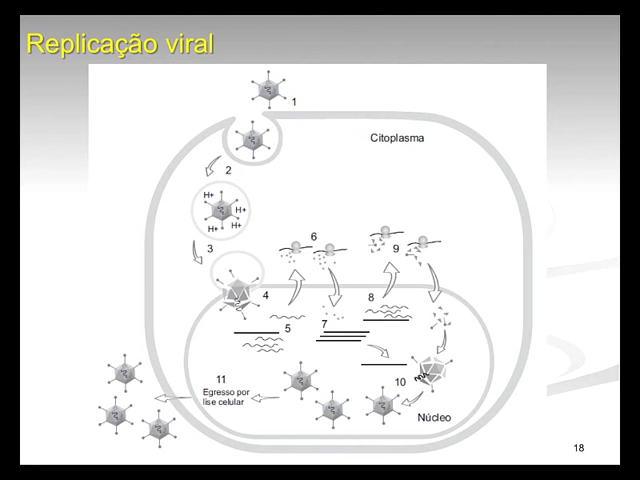 Replicação viral
1
Citoplasma
2
H+
H+
H+
H+
3
6
9
4
8
5
7
11
Egresso por
lise celular
10
Núcleo
18